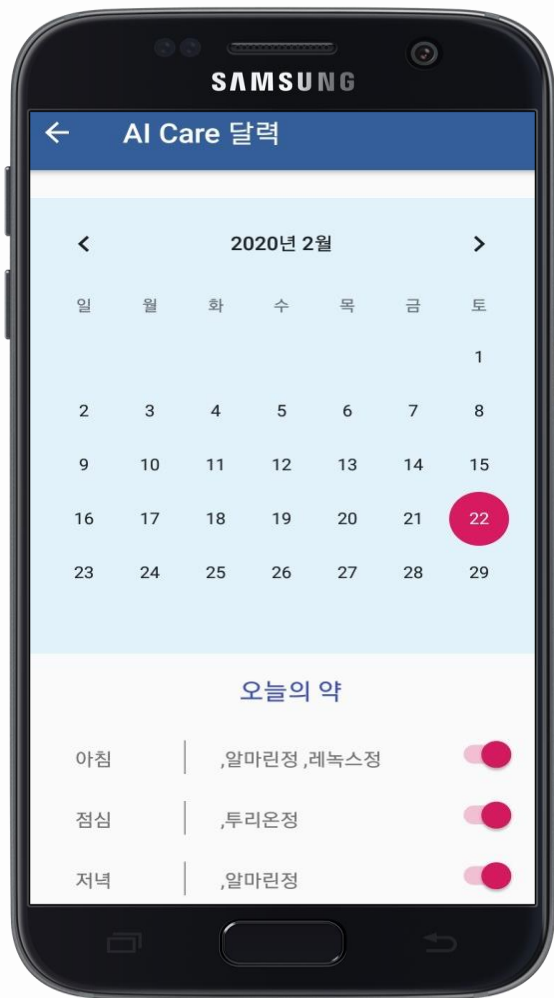 SAMSUNG
AI Care 달력
2020년 2월
일 월 화 수 목 금 토
1
2 3 4 5 6 7 8
9 10 11 12 13 14 15
16 17 18 19 20 21 22
23 24 25 26 27 28 29
오늘의 약
아침 ,알마린정 ,레녹스정
점심 ,투리온정
저녁 ,알마린정